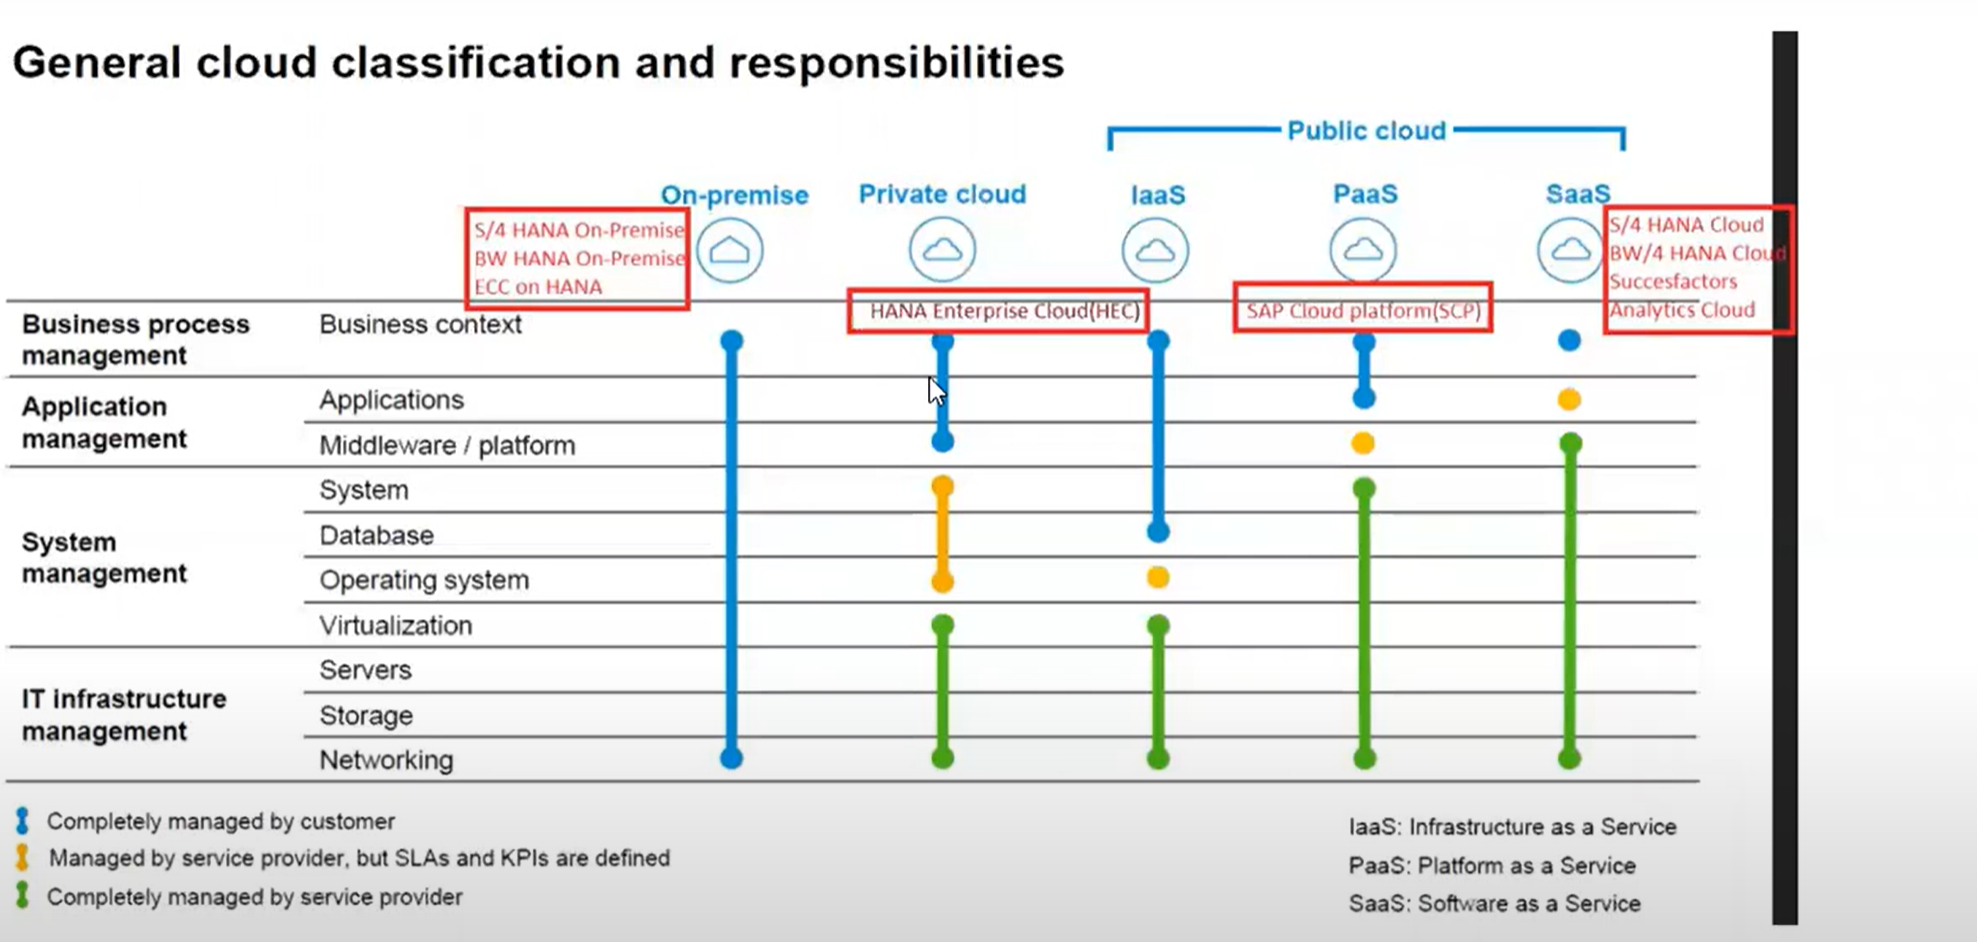 General cloud classification and responsibilities
Public cloud
On-premise Private cloud IaaS PaaS SaaS
S/4 HANA On-Premise
BW HANA On-Premise
ECC on HANA
S/4 HANA Cloud
BW/4 HANA Cloud
Succesfactors
Analytics Cloud
HANA Enterprise Cloud(HEC)
SAP Cloud platform(SCP)
Business process
management
Business context
Application
management
Applications
Middleware / platform
System
management
System
Database
Operating system
Virtualization
IT infrastructure
management
Servers
Storage
Networking
Completely managed by customer
Managed by service provider, but SLAs and KPIs are defined
Completely managed by service provider
IaaS: Infrastructure as a Service
PaaS: Platform as a Service
SaaS: Software as a Service